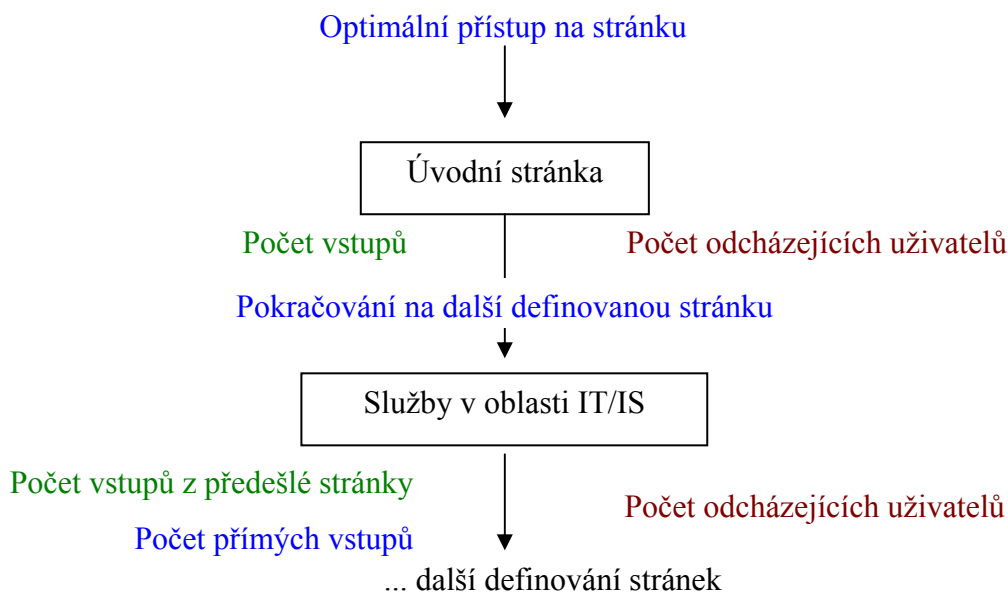 Optimální přístup na stránku
Úvodní stránka
Počet vstupů
Počet odcházejících uživatelů
Pokračování na další definovanou stránku
Služby v oblasti IT/IS
Počet vstupů z předešlé stránky
Počet odcházejících uživatelů
Počet přímých vstupů
... další definování stránek